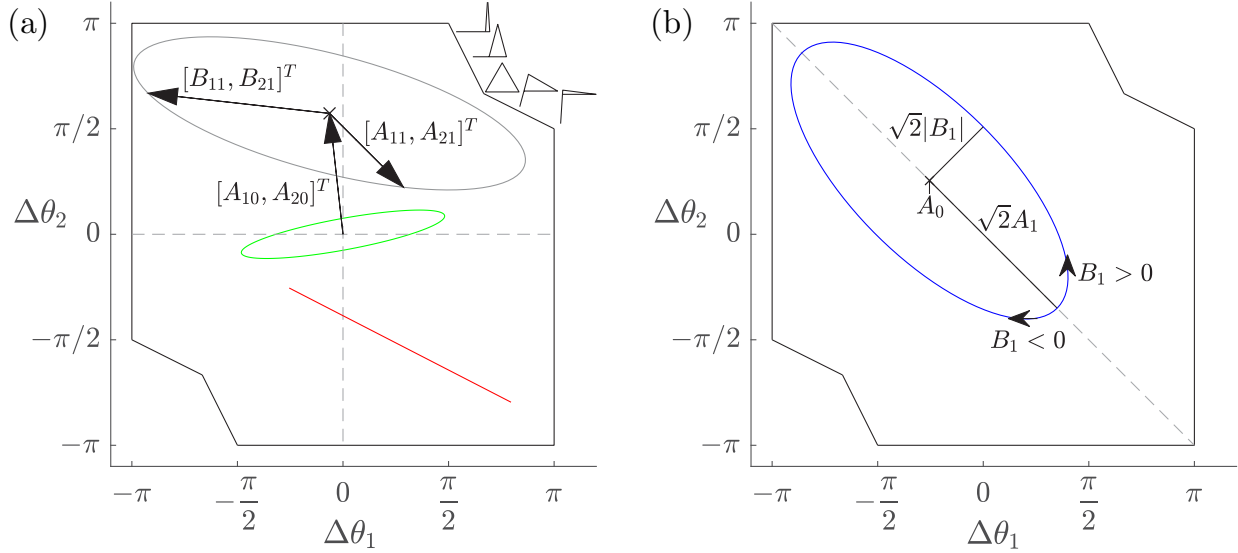 (a)
π
π/2
Δθ₂
0
−π/2
−π
[B₁₁, B₂₁]ᵀ
[A₁₁, A₂₁]ᵀ
[A₁₀, A₂₀]ᵀ
−π
−π/2
0
π/2
π
Δθ₁
(b)
π
π/2
Δθ₂
0
−π/2
−π
√2|B₁|
A₀
√2A₁
B₁ > 0
B₁ < 0
−π
−π/2
0
π/2
π
Δθ₁